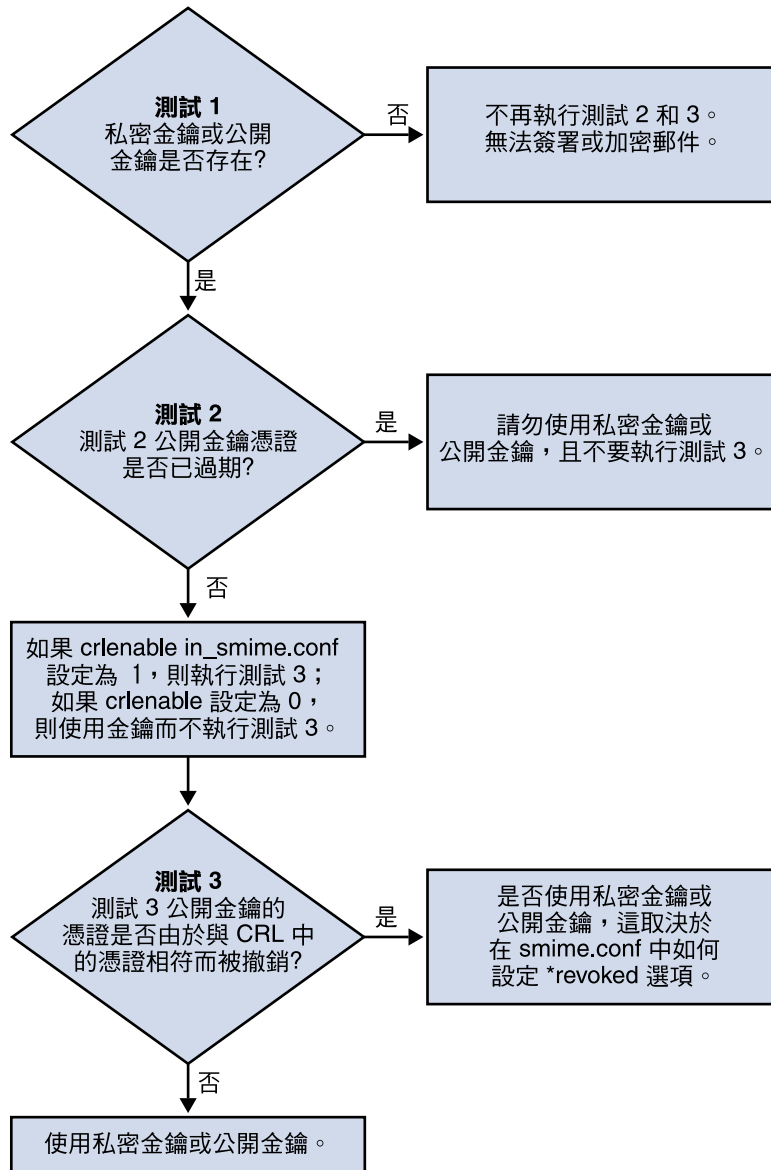 測試 1
私密金鑰或公開
金鑰是否存在?
否
不再執行測試 2 和 3。
無法簽署或加密郵件。
是
測試 2
測試 2 公開金鑰憑證
是否已過期?
是
請勿使用私密金鑰或
公開金鑰，且不要執行測試 3。
否
如果 crlenable in_smime.conf
設定為 1，則執行測試 3；
如果 crlenable 設定為 0，
則使用金鑰而不執行測試 3。
測試 3
測試 3 公開金鑰的
憑證是否由於與 CRL 中
的憑證相符而被撤銷?
是
是否使用私密金鑰或
公開金鑰，這取決於
在 smime.conf 中如何
設定 *revoked 選項。
否
使用私密金鑰或公開金鑰。